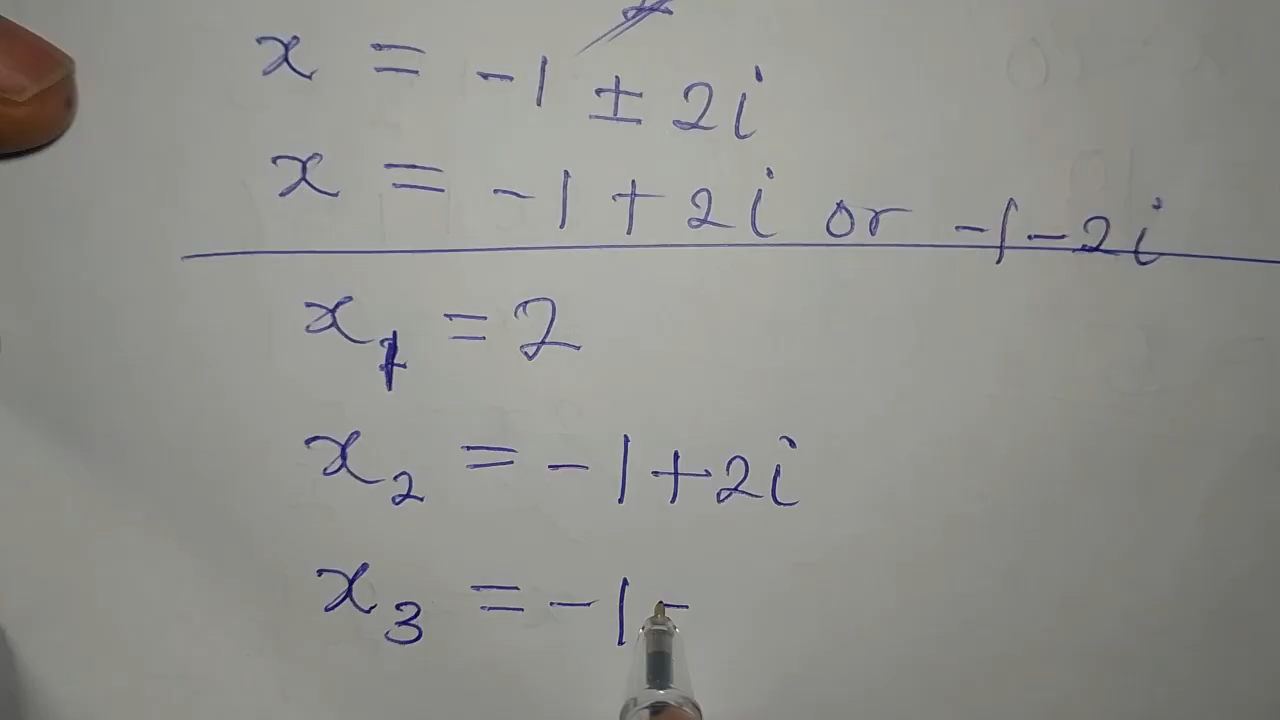 x = -1 ± 2i
x = -1 + 2i or -1 - 2i
x₁ = 2
x₂ = -1 + 2i
x₃ = -1 -